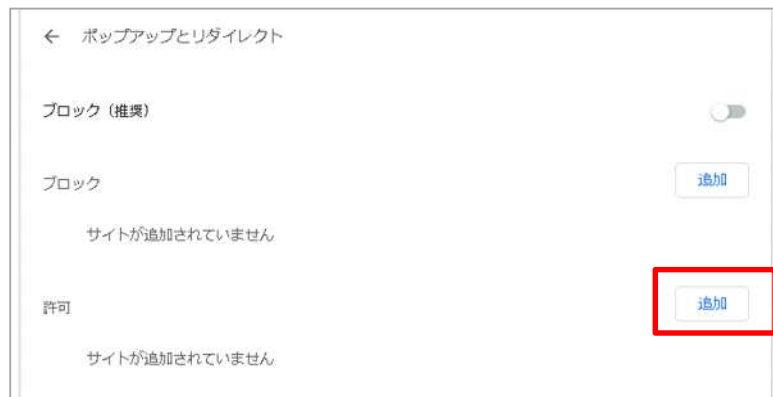 ← ポップアップとリダイレクト
ブロック（推奨）
ブロック
追加
サイトが追加されていません
許可
追加
サイトが追加されていません